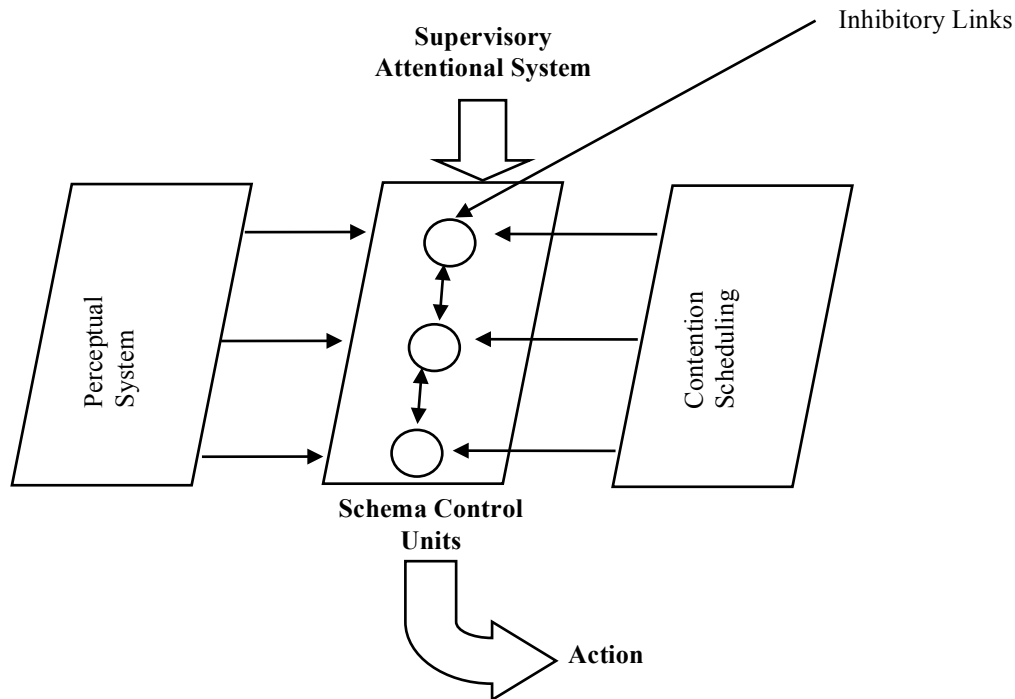 Inhibitory Links
Supervisory
Attentional System
Perceptual
System
Contention
Scheduling
Schema Control
Units
Action